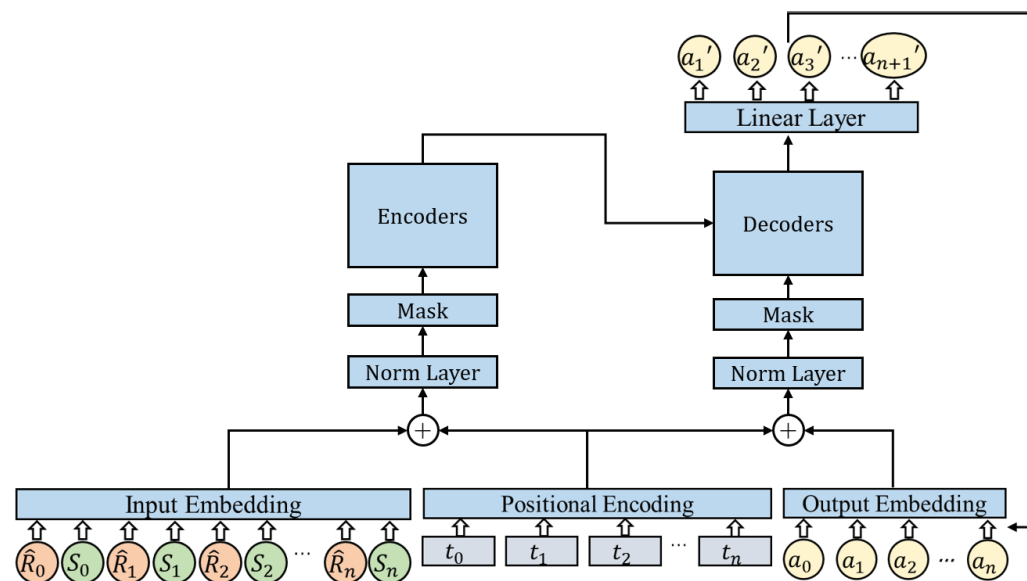 a₁′ a₂′ a₃′ ... aₙ₊₁′
Linear Layer
Encoders
Decoders
Mask
Mask
Norm Layer
Norm Layer
+
+
Input Embedding
Positional Encoding
Output Embedding
R̂₀ S₀ R̂₁ S₁ R̂₂ S₂ ... R̂ₙ Sₙ
t₀ t₁ t₂ ... tₙ
a₀ a₁ a₂ ... aₙ